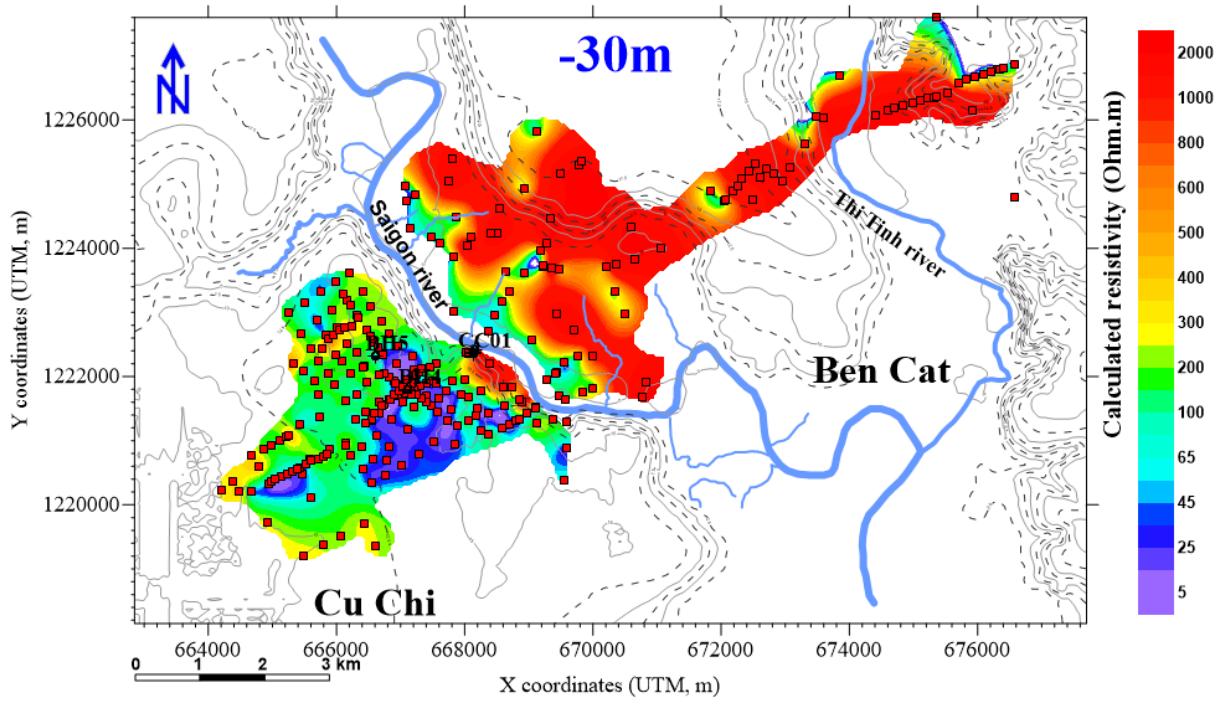 -30m
N
2000
1000
800
600
500
400
300
200
100
65
45
25
5
Calculated resistivity (Ohm.m)
1226000
1224000
1222000
1220000
Y coordinates (UTM, m)
Saigon river
Thi Tinh river
BH5
CC01
Ben Cat
Cu Chi
664000
666000
668000
670000
672000
674000
676000
0
1
2
3 km
X coordinates (UTM, m)